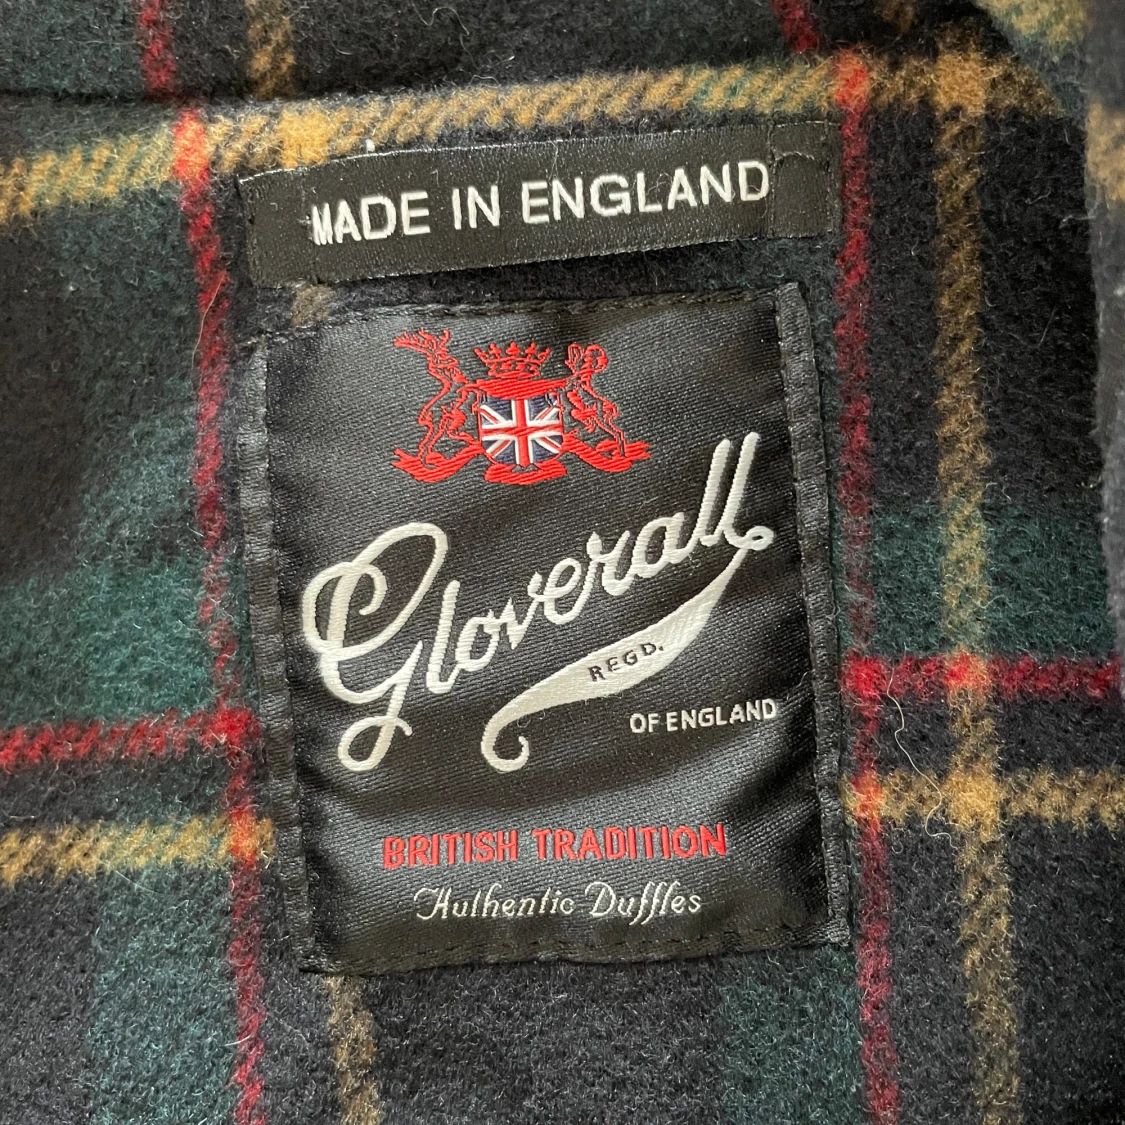 MADE IN ENGLAND
Gloverall
REGD.
OF ENGLAND
BRITISH TRADITION
Authentic Duffles